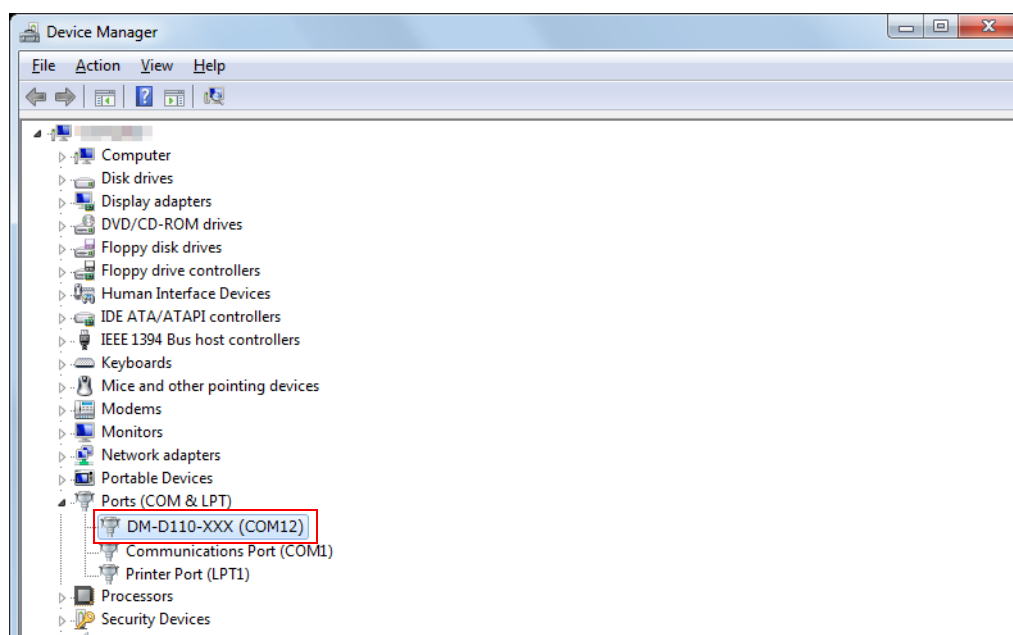 Device Manager
File Action View Help
Computer
Disk drives
Display adapters
DVD/CD-ROM drives
Floppy disk drives
Floppy drive controllers
Human Interface Devices
IDE ATA/ATAPI controllers
IEEE 1394 Bus host controllers
Keyboards
Mice and other pointing devices
Modems
Monitors
Network adapters
Portable Devices
Ports (COM & LPT)
DM-D110-XXX (COM12)
Communications Port (COM1)
Printer Port (LPT1)
Processors
Security Devices